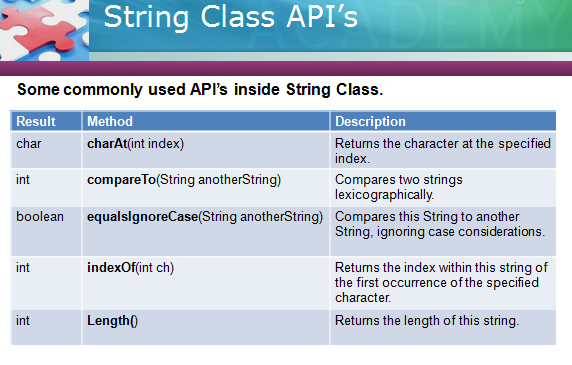 String Class API's
Some commonly used API's inside String Class.
Result Method Description
char charAt(int index) Returns the character at the specified
index.
int compareTo(String anotherString) Compares two strings
lexicographically.
boolean equalsIgnoreCase(String anotherString) Compares this String to another
String, ignoring case considerations.
int indexOf(int ch) Returns the index within this string of
the first occurrence of the specified
character.
int Length() Returns the length of this string.